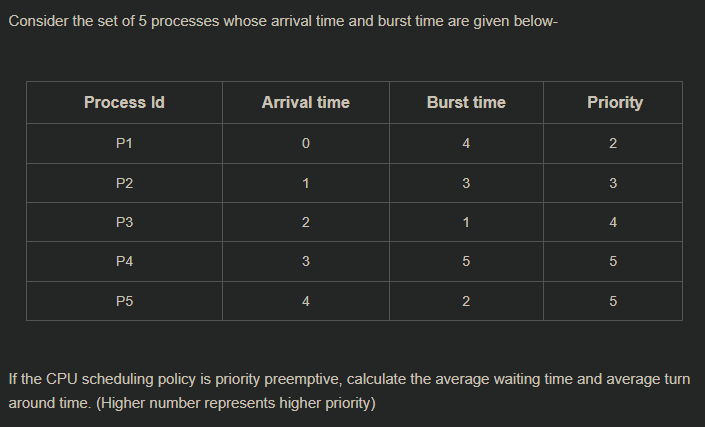 Consider the set of 5 processes whose arrival time and burst time are given below-
Process Id Arrival time Burst time Priority
P1 0 4 2
P2 1 3 3
P3 2 1 4
P4 3 5 5
P5 4 2 5
If the CPU scheduling policy is priority preemptive, calculate the average waiting time and average turn
around time. (Higher number represents higher priority)